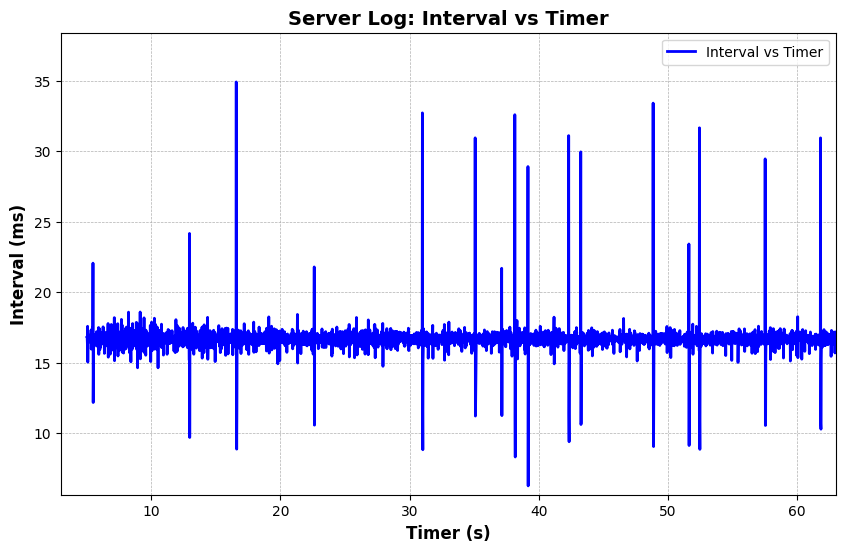 Server Log: Interval vs Timer
Interval vs Timer
35
30
25
20
15
10
Interval (ms)
10 20 30 40 50 60
Timer (s)